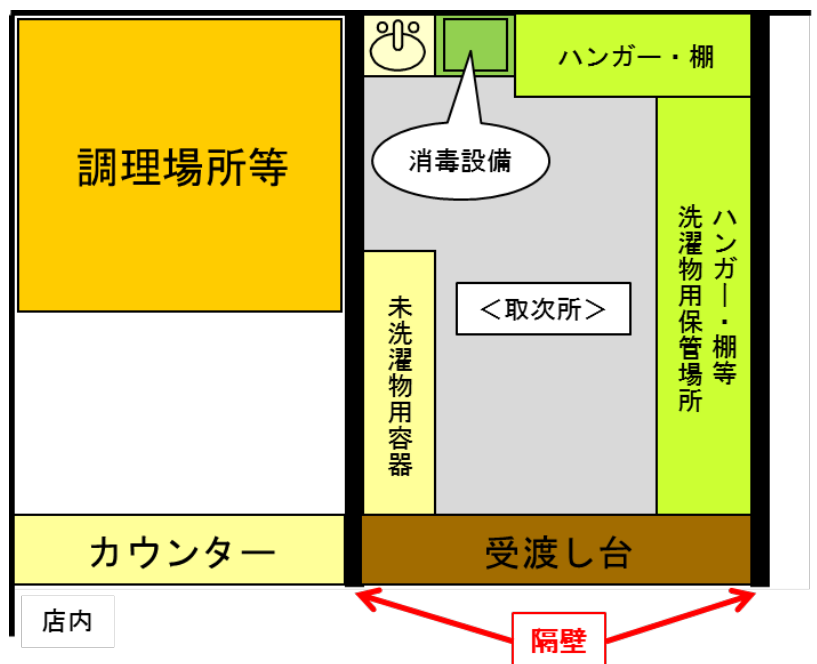 ハンガー・棚
調理場所等
消毒設備
ハンガー・棚等
洗濯物用保管場所
＜取次所＞
未洗濯物用容器
カウンター
受渡し台
店内
隔壁